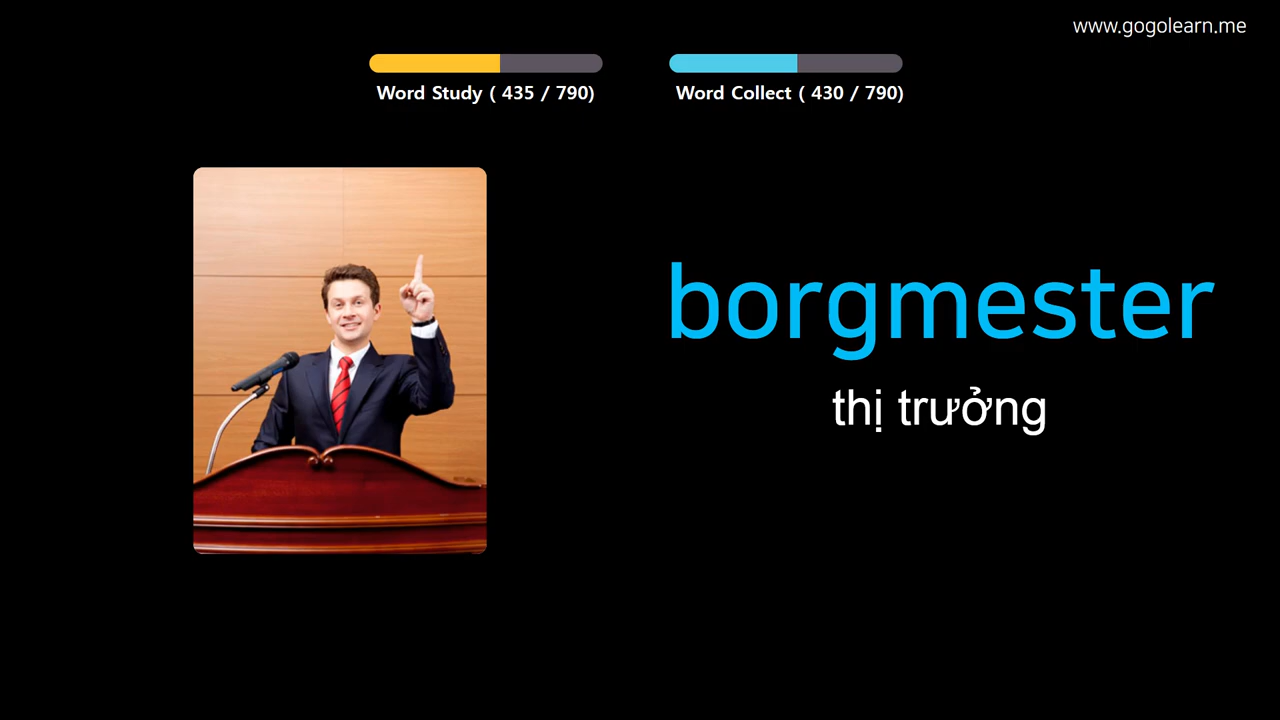 www.gogolearn.me
Word Study ( 435 / 790)
Word Collect ( 430 / 790)
borgmester
thị trưởng